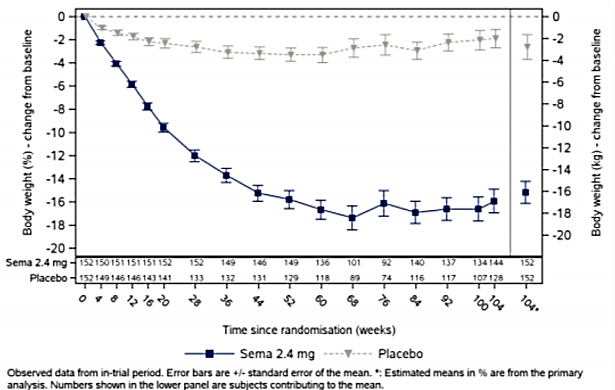 Body weight (%) - change from baseline
0
-2
-4
-6
-8
-10
-12
-14
-16
-18
-20
0
-2
-4
-6
-8
-10
-12
-14
-16
-18
-20
Body weight (kg) - change from baseline
Sema 2.4 mg 152 150 151 151 151 152 152 149 146 149 136 101 92 140 137 134 144 152
Placebo 152 149 146 146 143 141 133 132 131 129 118 89 74 116 117 107 128 152
0 4 8 12 16 20 28 36 44 52 60 68 76 84 92 100 104 104*
Time since randomisation (weeks)
Sema 2.4 mg Placebo
Observed data from in-trial period. Error bars are +/- standard error of the mean. *: Estimated means in % are from the primary
analysis. Numbers shown in the lower panel are subjects contributing to the mean.